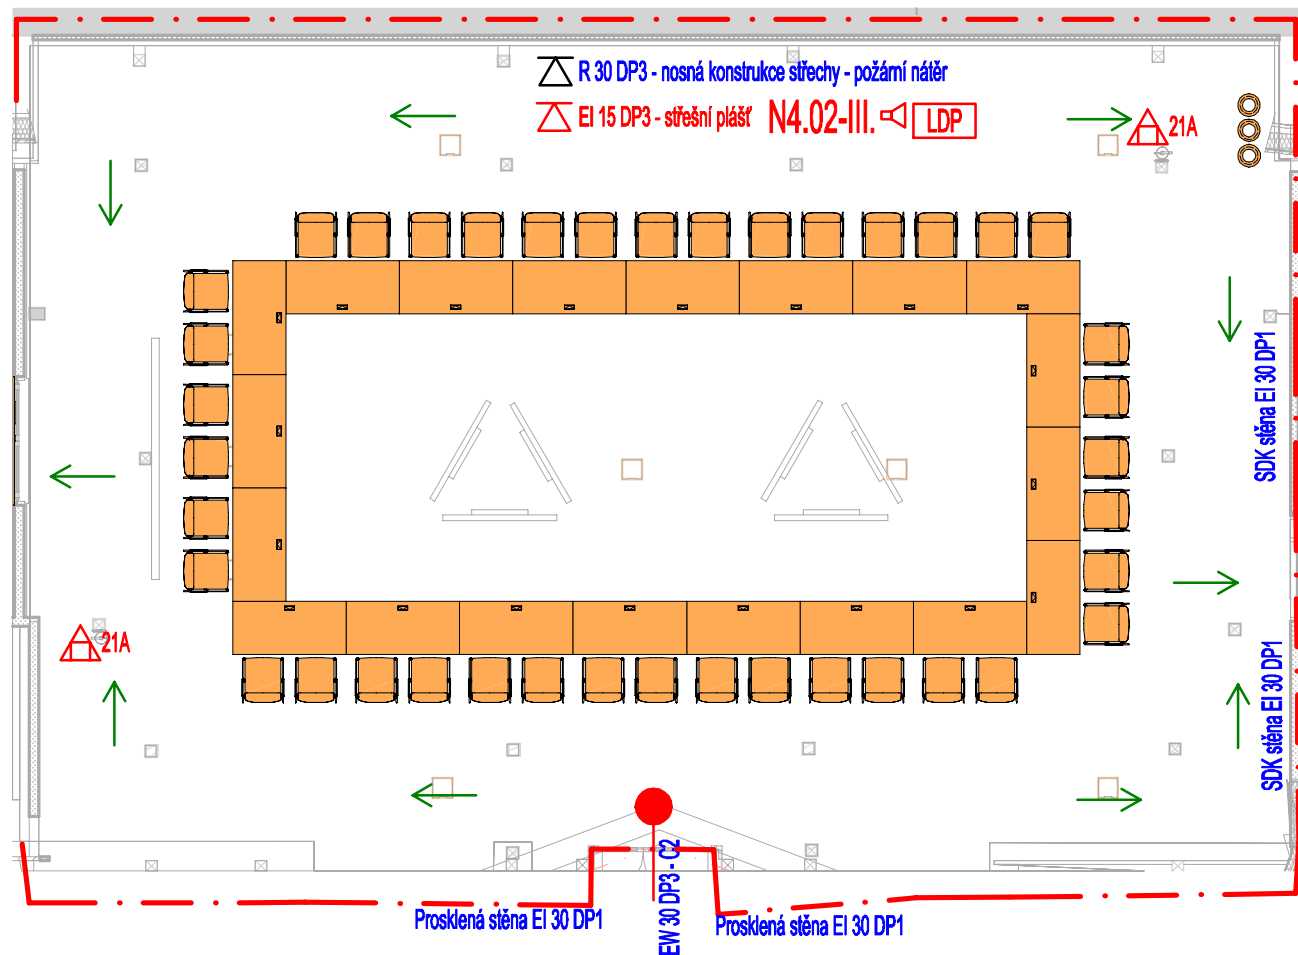 R 30 DP3 - nosná konstrukce střechy - požární nátěr
EI 15 DP3 - střešní plášť
N4.02-III.
LDP
21A
SDK stěna EI 30 DP1
21A
SDK stěna EI 30 DP1
EW 30 DP3 - C2
Prosklená stěna EI 30 DP1
Prosklená stěna EI 30 DP1